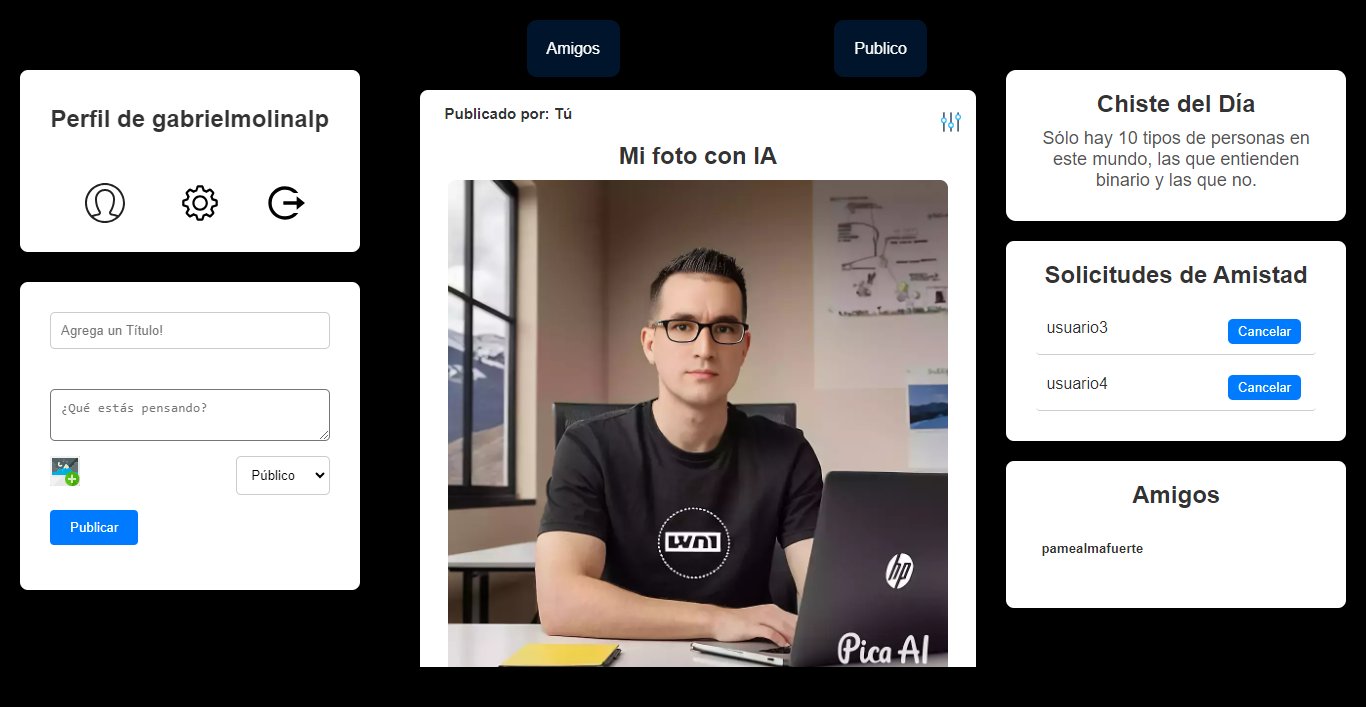 Amigos
Publico
Perfil de gabrielmolinalp
Agrega un Título!
¿Qué estás pensando?
Público
Publicar
Publicado por: Tú
Mi foto con IA
hp
Pica AI
Chiste del Día
Sólo hay 10 tipos de personas en
este mundo, las que entienden
binario y las que no.
Solicitudes de Amistad
usuario3
Cancelar
usuario4
Cancelar
Amigos
pamealmafuerte